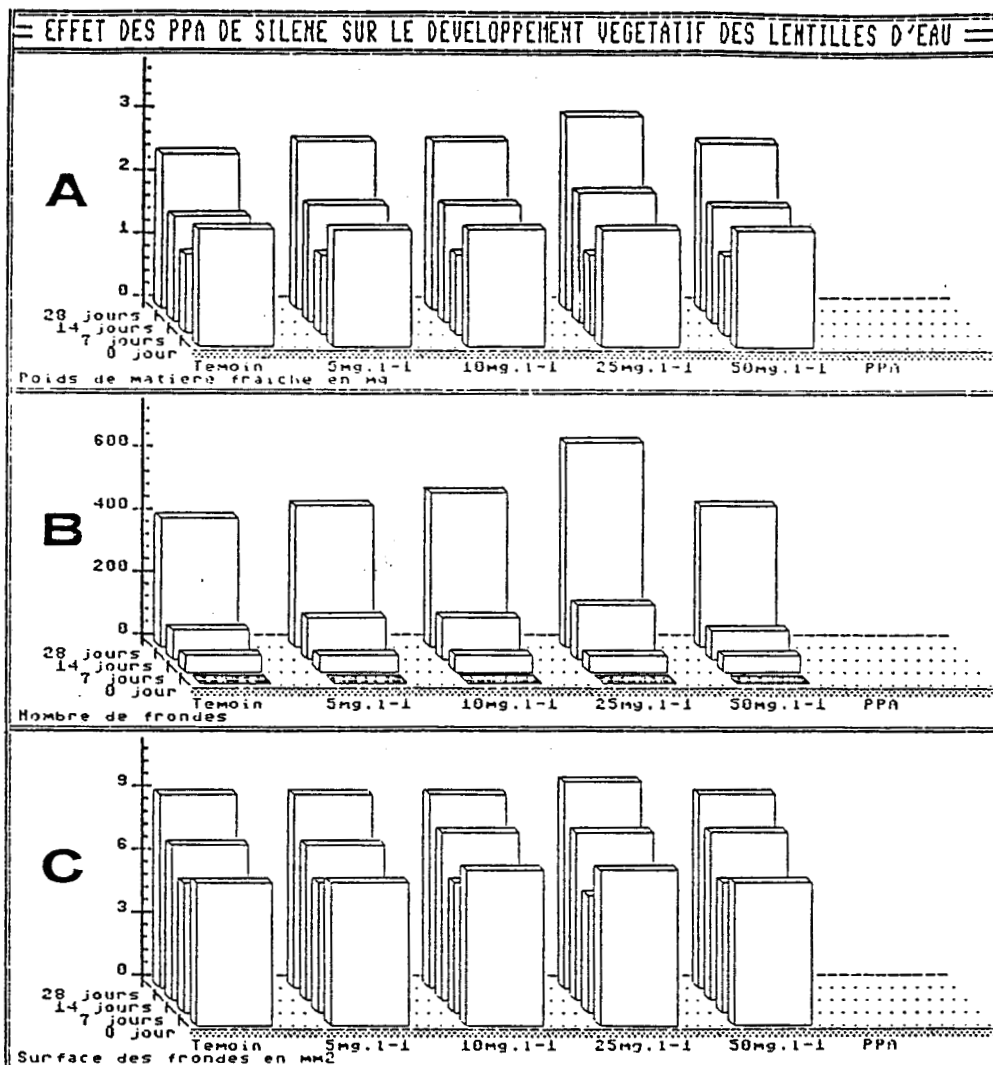 EFFET DES PPA DE SILENE SUR LE DEVELOPPEMENT VEGETATIF DES LENTILLES D'EAU
A
3
2
1
0
28 jours
14 jours
7 jours
0 jour
Temoin 5mg.l-1 10mg.l-1 25mg.l-1 50mg.l-1 PPA
Poids de matiere fraiche en mg
B
600
400
200
0
28 jours
14 jours
7 jours
0 jour
Temoin 5mg.l-1 10mg.l-1 25mg.l-1 50mg.l-1 PPA
Nombre de frondes
C
9
6
3
0
28 jours
14 jours
7 jours
0 jour
Temoin 5mg.l-1 10mg.l-1 25mg.l-1 50mg.l-1 PPA
Surface des frondes en mm2